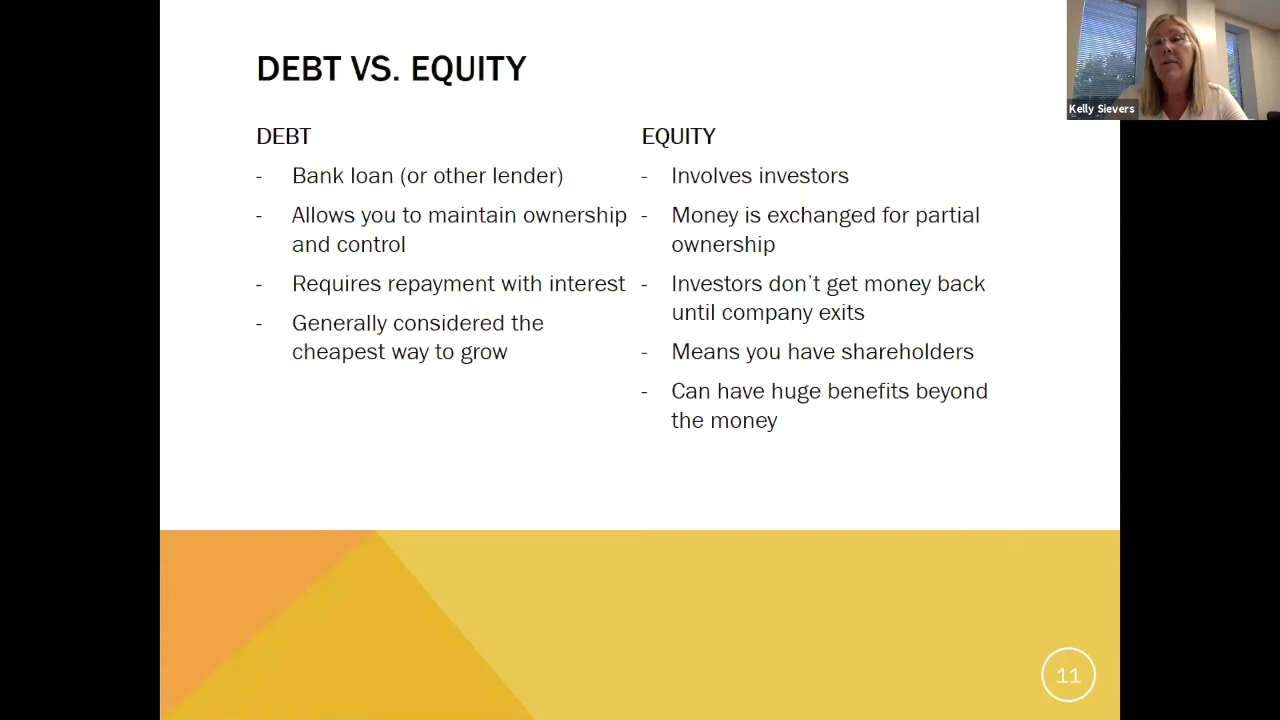 DEBT VS. EQUITY
DEBT
- Bank loan (or other lender)
- Allows you to maintain ownership
and control
- Requires repayment with interest
- Generally considered the
cheapest way to grow
EQUITY
- Involves investors
- Money is exchanged for partial
ownership
- Investors don't get money back
until company exits
- Means you have shareholders
- Can have huge benefits beyond
the money
Kelly Sievers
11